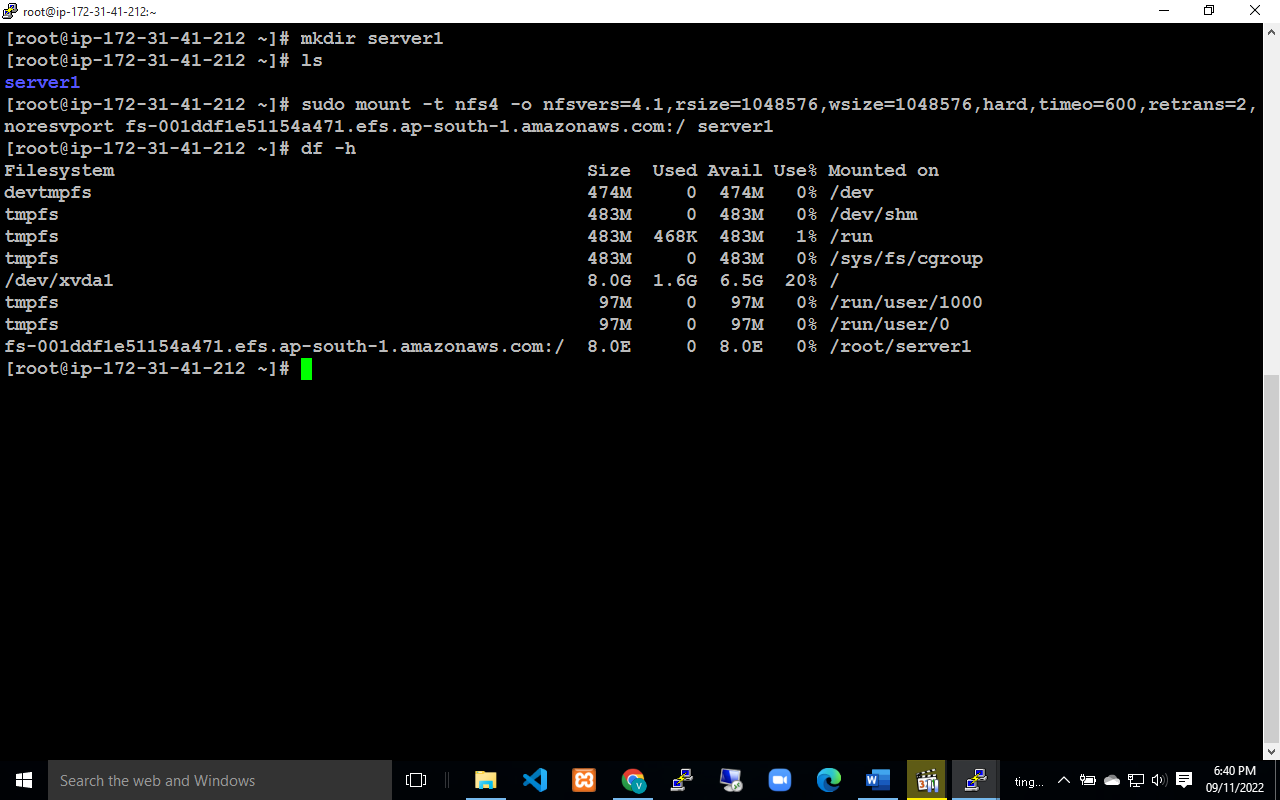 root@ip-172-31-41-212:~
[root@ip-172-31-41-212 ~]# mkdir server1
[root@ip-172-31-41-212 ~]# ls
server1
[root@ip-172-31-41-212 ~]# sudo mount -t nfs4 -o nfsvers=4.1,rsize=1048576,wsize=1048576,hard,timeo=600,retrans=2,
noresvport fs-001ddf1e51154a471.efs.ap-south-1.amazonaws.com:/ server1
[root@ip-172-31-41-212 ~]# df -h
Filesystem Size Used Avail Use% Mounted on
devtmpfs 474M 0 474M 0% /dev
tmpfs 483M 0 483M 0% /dev/shm
tmpfs 483M 468K 483M 1% /run
tmpfs 483M 0 483M 0% /sys/fs/cgroup
/dev/xvda1 8.0G 1.6G 6.5G 20% /
tmpfs 97M 0 97M 0% /run/user/1000
tmpfs 97M 0 97M 0% /run/user/0
fs-001ddf1e51154a471.efs.ap-south-1.amazonaws.com:/ 8.0E 0 8.0E 0% /root/server1
[root@ip-172-31-41-212 ~]#
Search the web and Windows
ting...
6:40 PM
09/11/2022